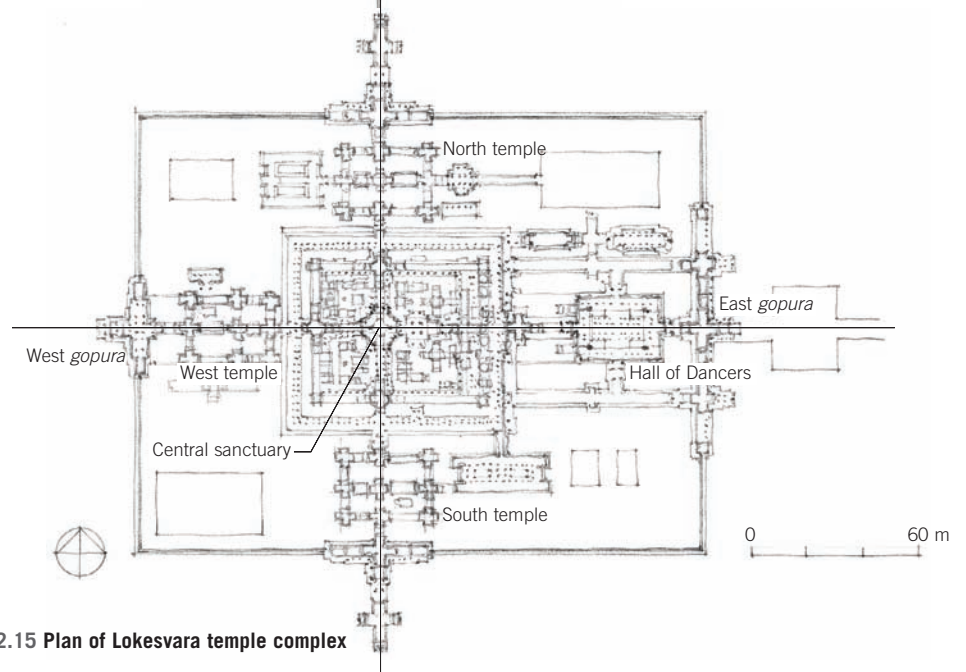 North temple
East gopura
West gopura
West temple
Hall of Dancers
Central sanctuary
South temple
0 60 m
2.15 Plan of Lokesvara temple complex